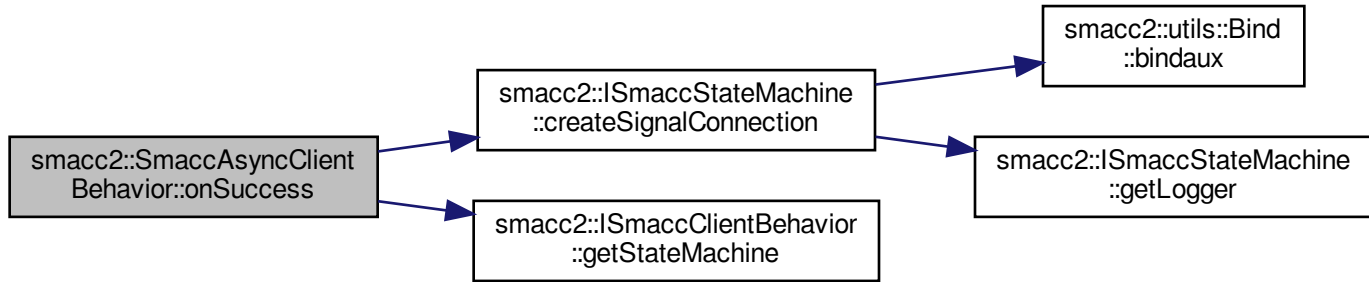 smacc2::SmaccAsyncClient
Behavior::onSuccess
smacc2::ISmaccStateMachine
::createSignalConnection
smacc2::ISmaccClientBehavior
::getStateMachine
smacc2::utils::Bind
::bindaux
smacc2::ISmaccStateMachine
::getLogger